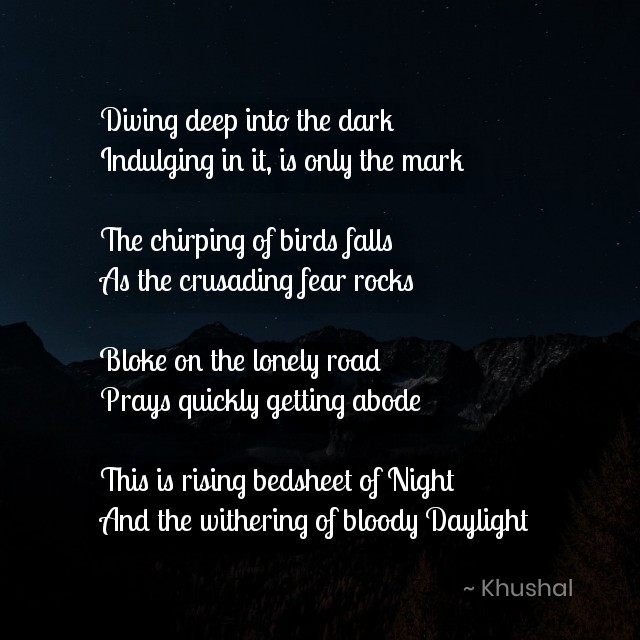 Diving deep into the dark
Indulging in it, is only the mark
The chirping of birds falls
As the crusading fear rocks
Bloke on the lonely road
Prays quickly getting abode
This is rising bedsheet of Night
And the withering of bloody Daylight
~ Khushal